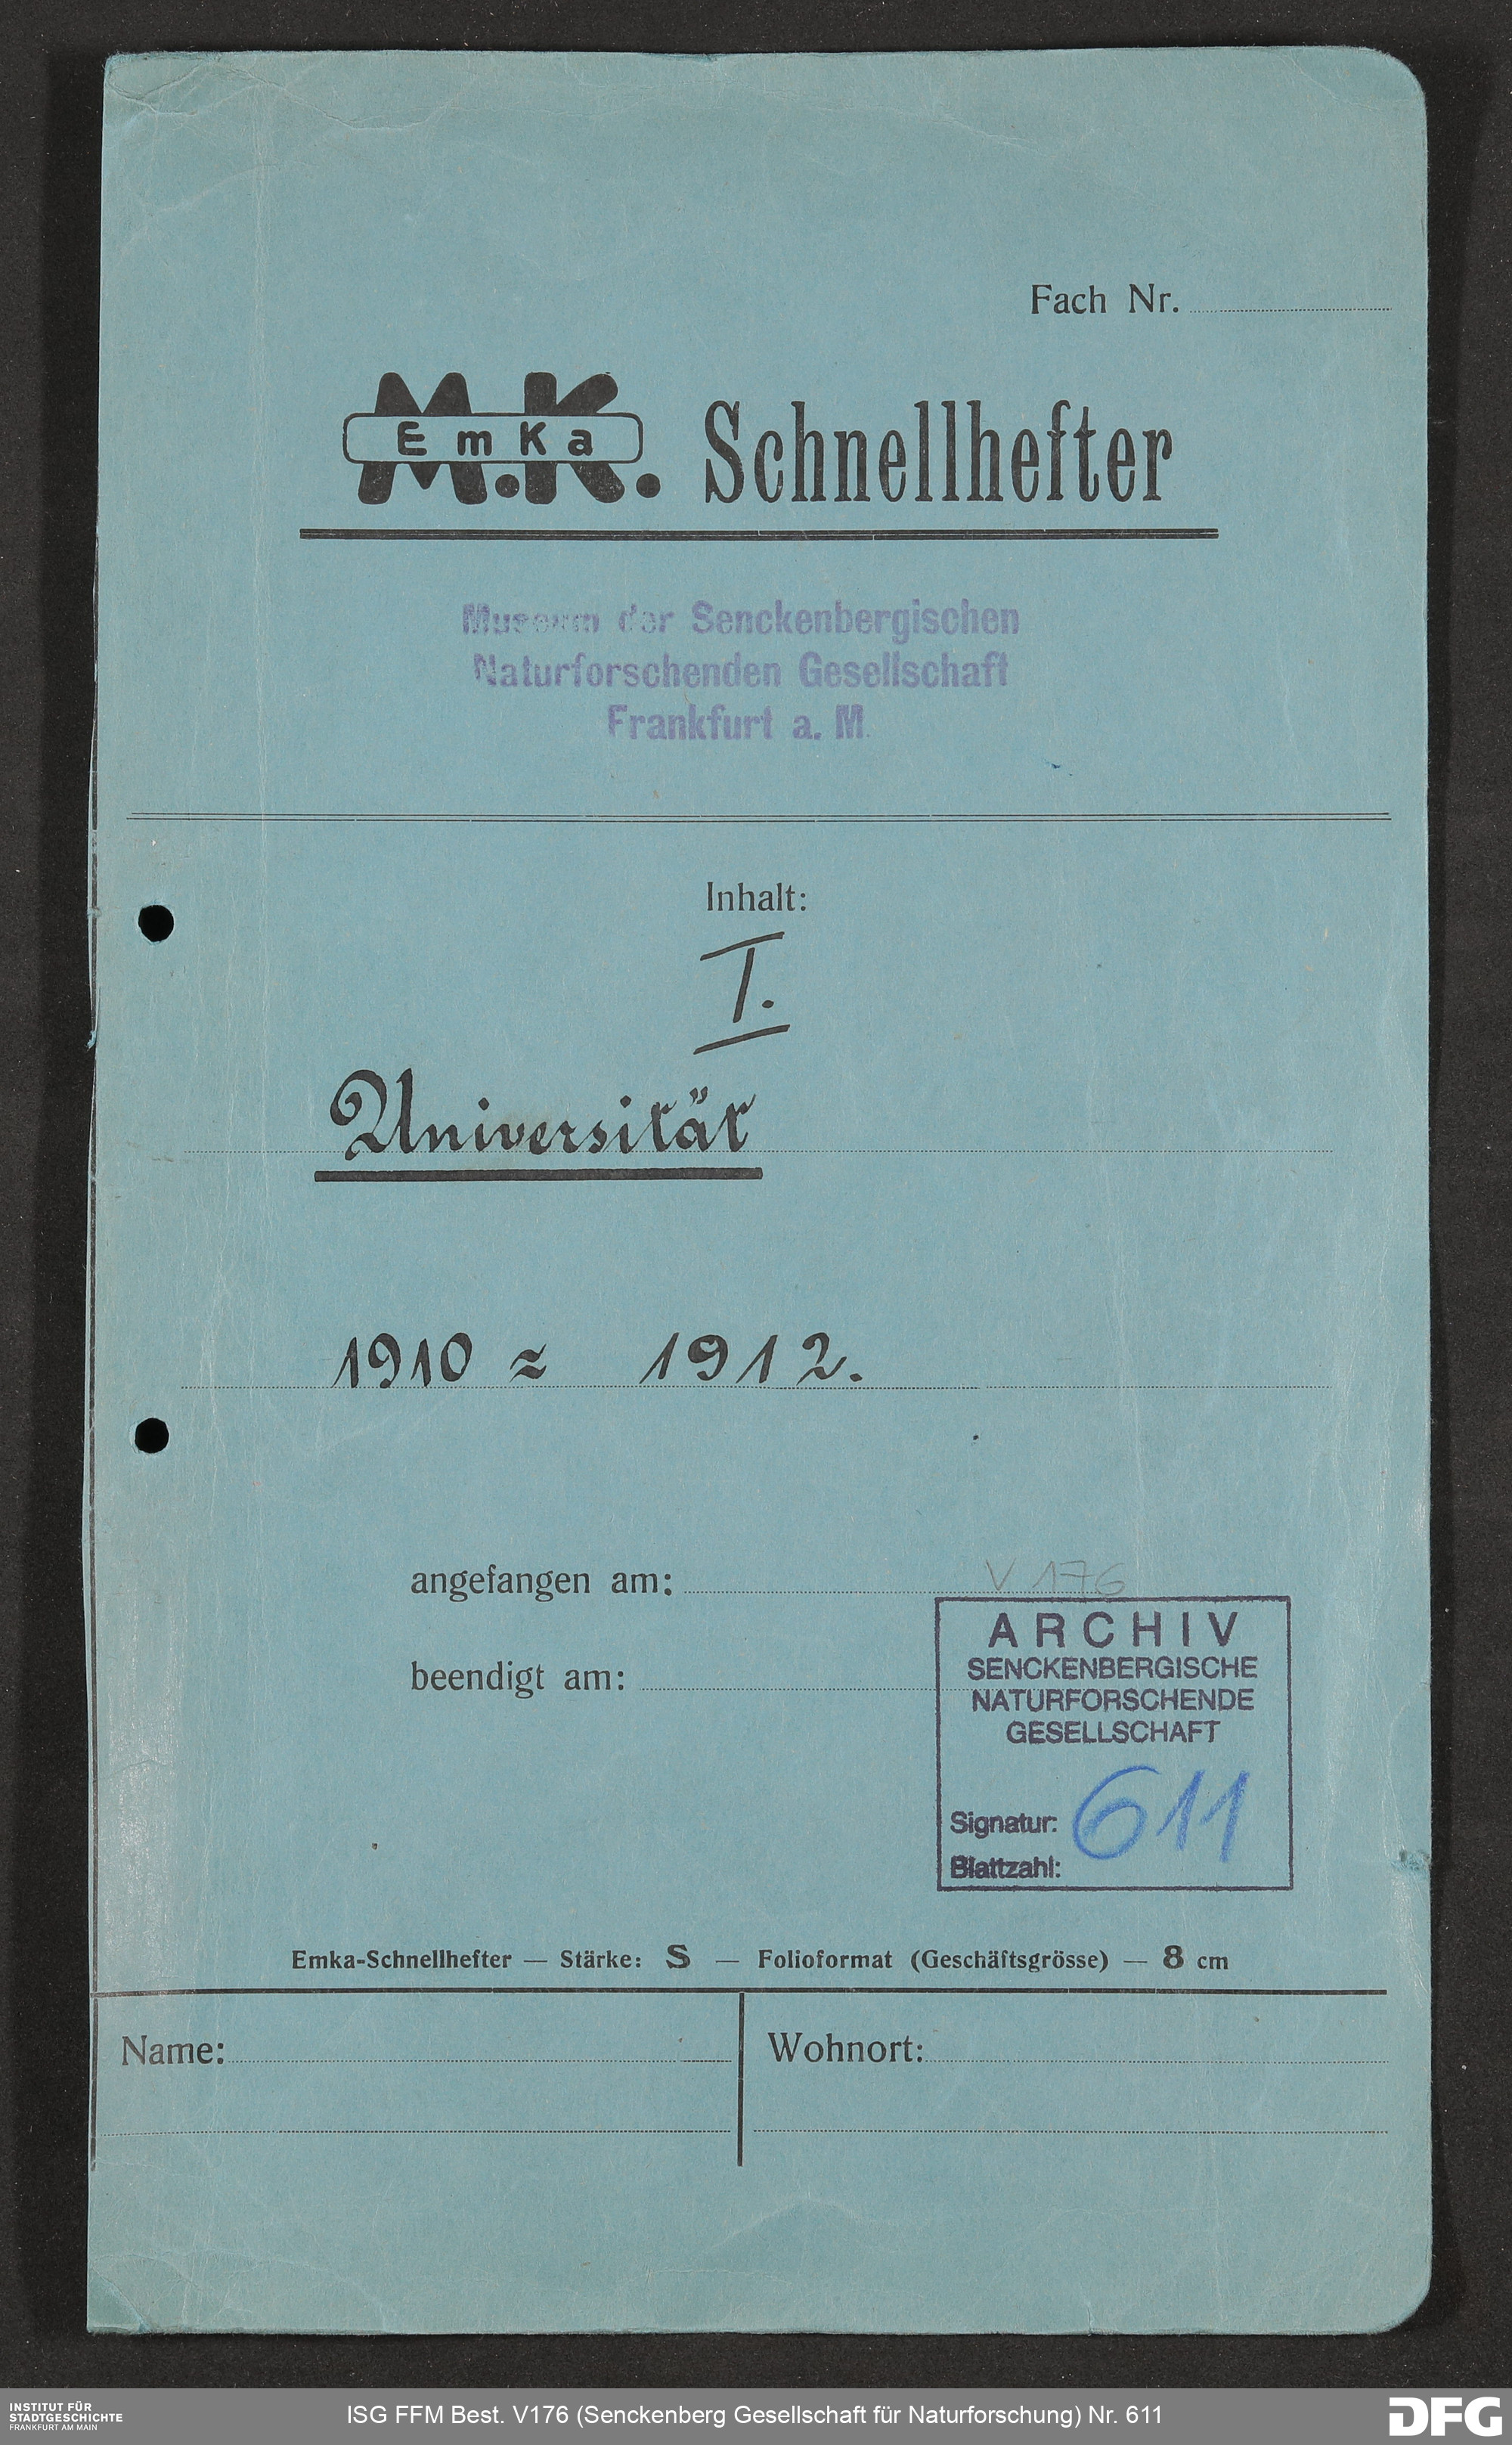 Fach Nr.
M.K. EmKa Schnellhefter
Museum der Senckenbergischen
Naturforschenden Gesellschaft
Frankfurt a. M.
Inhalt:
I.
Universität
1910 = 1912.
angefangen am:
V 176
beendigt am:
ARCHIV
SENCKENBERGISCHE
NATURFORSCHENDE
GESELLSCHAFT
Signatur: 611
Blattzahl:
Emka-Schnellhefter — Stärke: S — Folioformat (Geschäftsgrösse) — 8 cm
Name:
Wohnort:
INSTITUT FÜR
STADTGESCHICHTE
FRANKFURT AM MAIN
ISG FFM Best. V176 (Senckenberg Gesellschaft für Naturforschung) Nr. 611
DFG